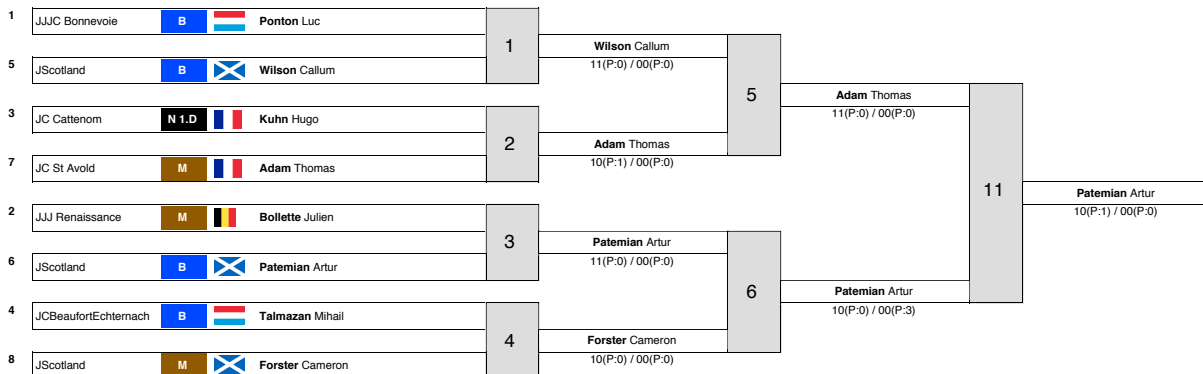 1 JJJC Bonnevoie B Ponton Luc
1
Wilson Callum
11(P:0) / 00(P:0)
5 JScotland B Wilson Callum
5
Adam Thomas
11(P:0) / 00(P:0)
3 JC Cattenom N 1.D Kuhn Hugo
2
Adam Thomas
10(P:1) / 00(P:0)
7 JC St Avold M Adam Thomas
11
Patemian Artur
10(P:1) / 00(P:0)
2 JJJ Renaissance M Bollette Julien
3
Patemian Artur
11(P:0) / 00(P:0)
6 JScotland B Patemian Artur
6
Patemian Artur
10(P:0) / 00(P:3)
4 JCBeaufortEchternach B Talmazan Mihail
4
Forster Cameron
10(P:0) / 00(P:0)
8 JScotland M Forster Cameron